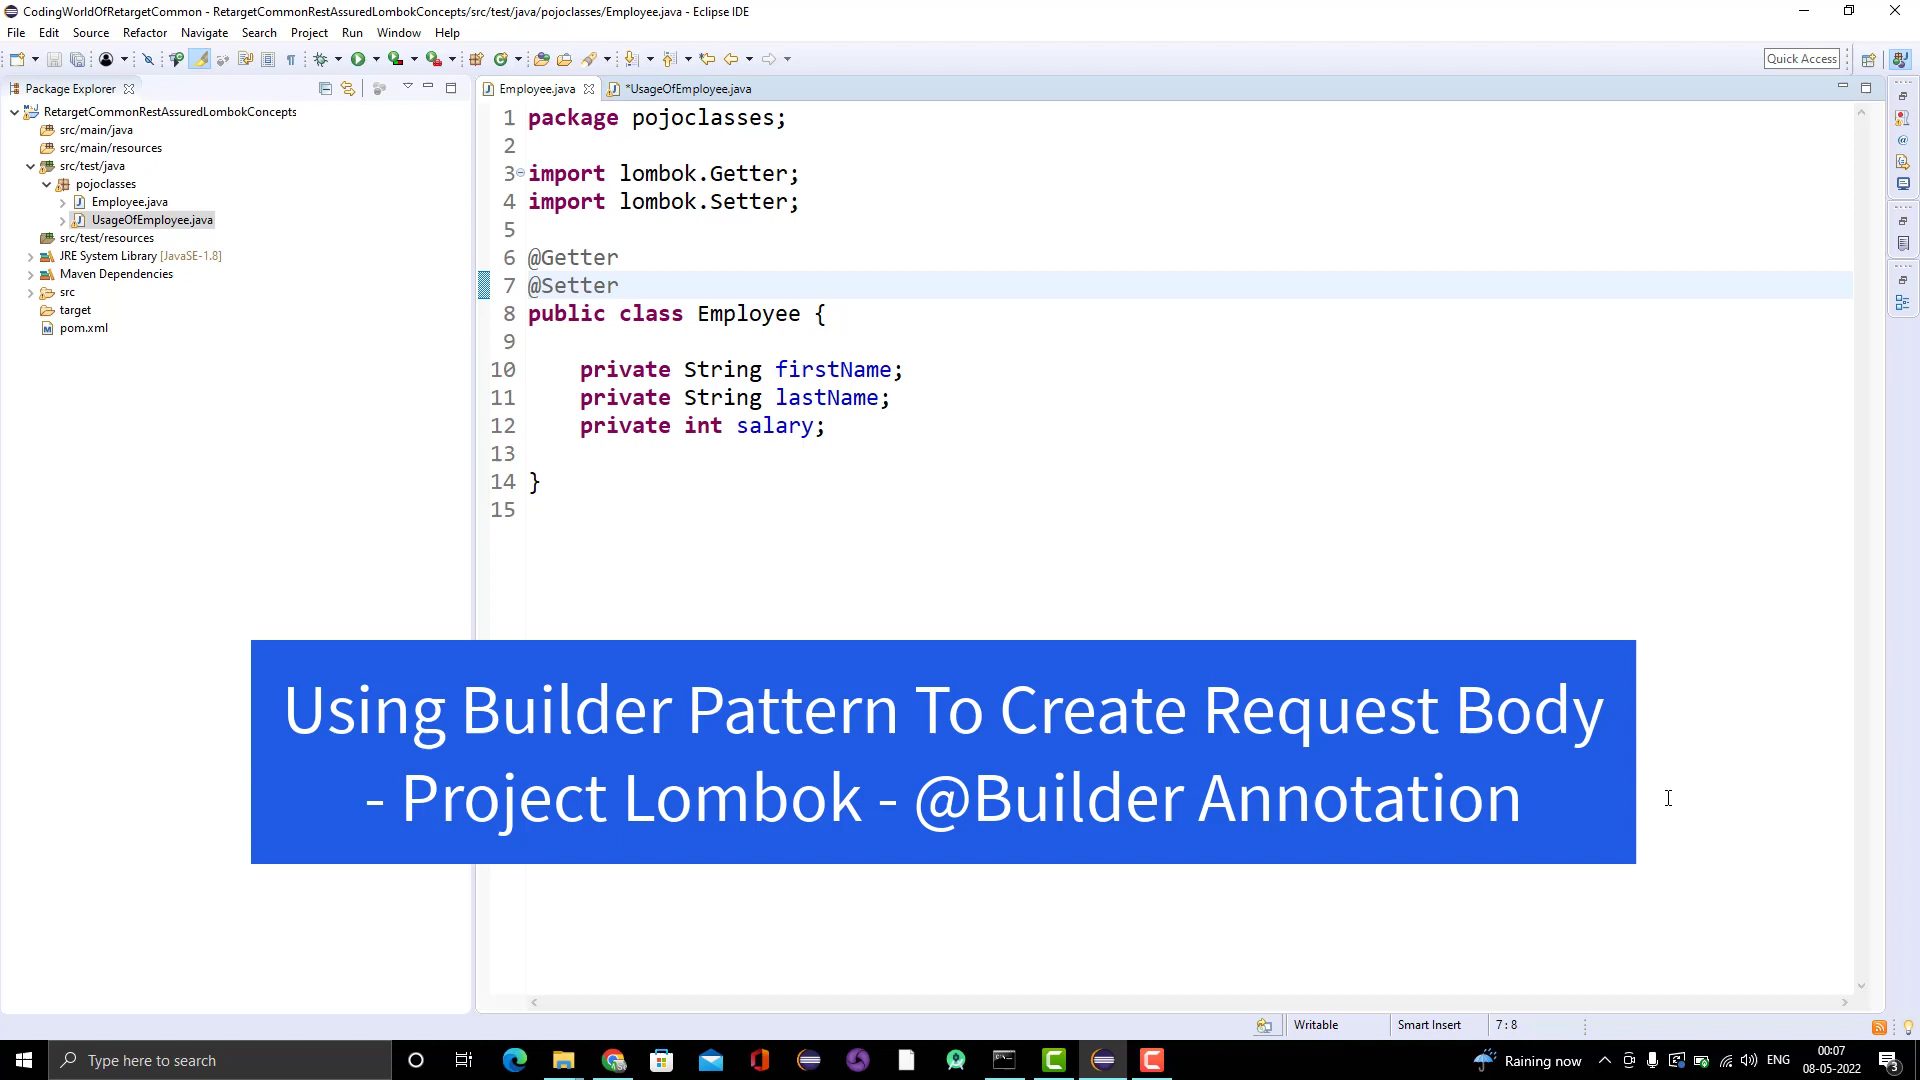 CodingWorldOfRetargetCommon - RetargetCommonRestAssuredLombokConcepts/src/test/java/pojoclasses/Employee.java - Eclipse IDE
File Edit Source Refactor Navigate Search Project Run Window Help
Quick Access
Package Explorer
RetargetCommonRestAssuredLombokConcepts
src/main/java
src/main/resources
src/test/java
pojoclasses
Employee.java
UsageOfEmployee.java
src/test/resources
JRE System Library [JavaSE-1.8]
Maven Dependencies
src
target
pom.xml
Employee.java *UsageOfEmployee.java
1 package pojoclasses;
2
3 import lombok.Getter;
4 import lombok.Setter;
5
6 @Getter
7 @Setter
8 public class Employee {
9
10 private String firstName;
11 private String lastName;
12 private int salary;
13
14 }
15
Using Builder Pattern To Create Request Body
- Project Lombok - @Builder Annotation
Writable Smart Insert 7 : 8
Type here to search
Raining now ENG 00:07
08-05-2022 3